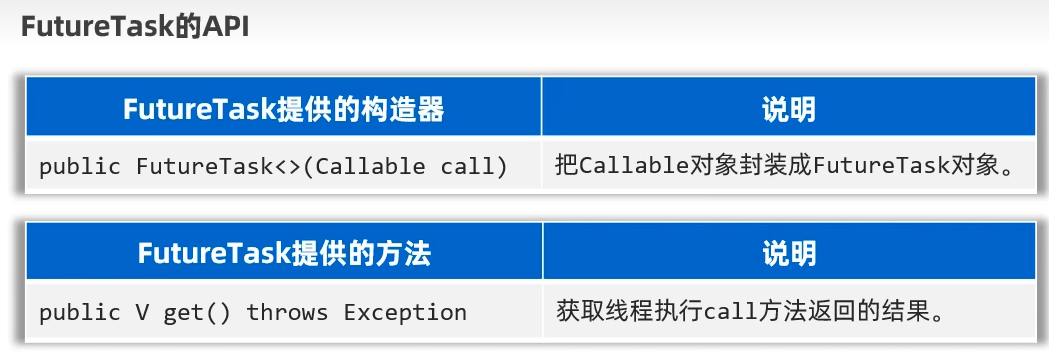 FutureTask的API
FutureTask提供的构造器 说明
public FutureTask<>(Callable call) 把Callable对象封装成FutureTask对象。
FutureTask提供的方法 说明
public V get() throws Exception 获取线程执行call方法返回的结果。